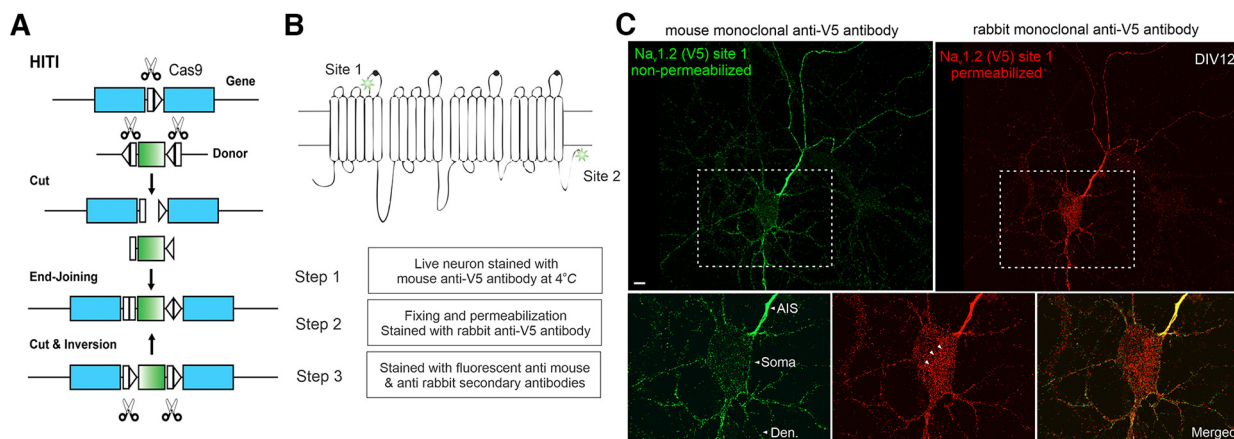 A
HITI
Cas9
Gene
Donor
Cut
End-Joining
Cut & Inversion
B
Site 1
Site 2
Step 1
Live neuron stained with
mouse anti-V5 antibody at 4°C
Step 2
Fixing and permeabilization
Stained with rabbit anti-V5 antibody
Step 3
Stained with fluorescent anti mouse
& anti rabbit secondary antibodies
C
mouse monoclonal anti-V5 antibody
rabbit monoclonal anti-V5 antibody
Naᵥ1.2 (V5) site 1
non-permeabilized
Naᵥ1.2 (V5) site 1
permeabilized
DIV12
AIS
Soma
Den.
Merged